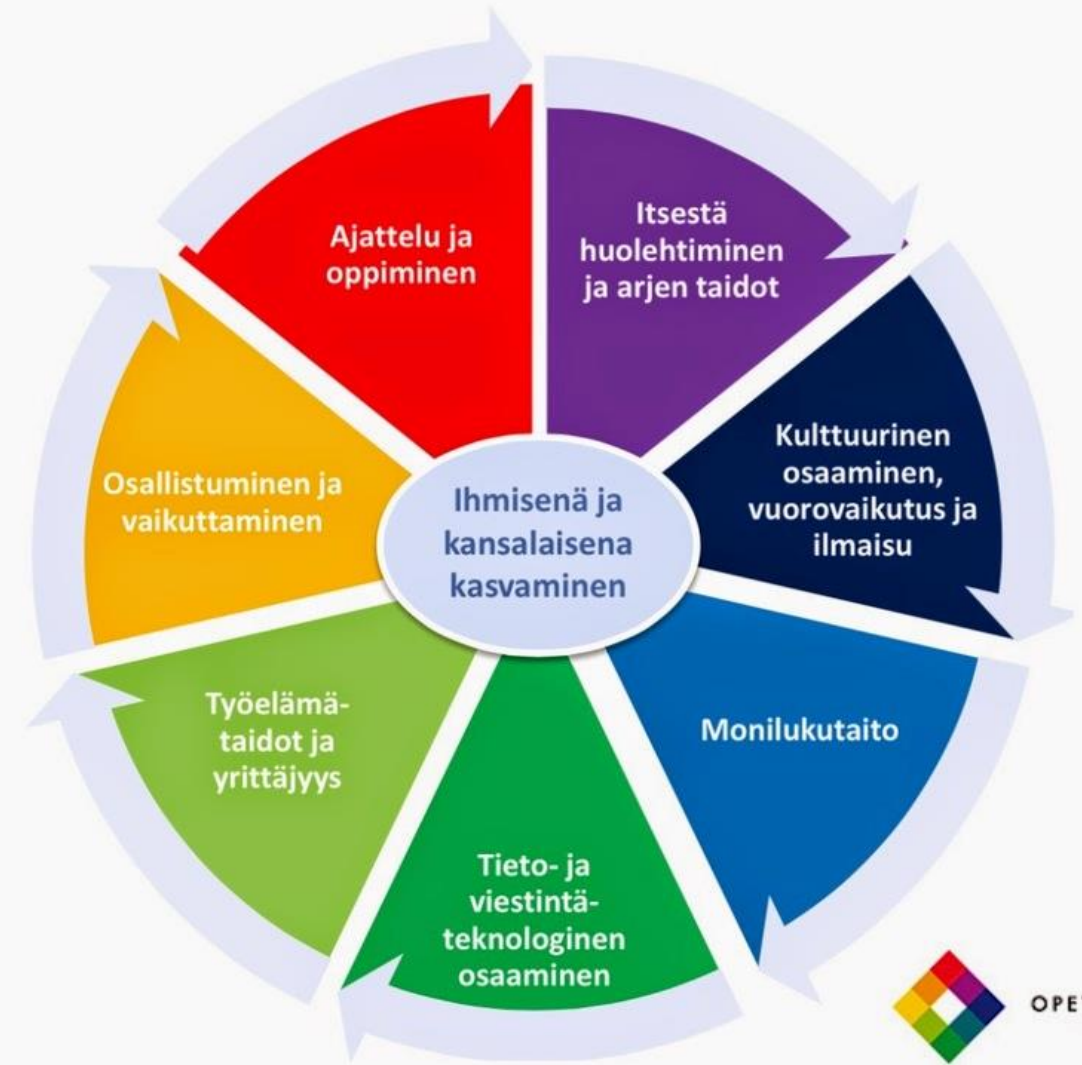 Ajattelu ja
oppiminen
Itsestä
huolehtiminen
ja arjen taidot
Kulttuurinen
osaaminen,
vuorovaikutus ja
ilmaisu
Monilukutaito
Tieto- ja
viestintä-
teknologinen
osaaminen
Työelämä-
taidot ja
yrittäjyys
Osallistuminen ja
vaikuttaminen
Ihmisenä ja
kansalaisena
kasvaminen